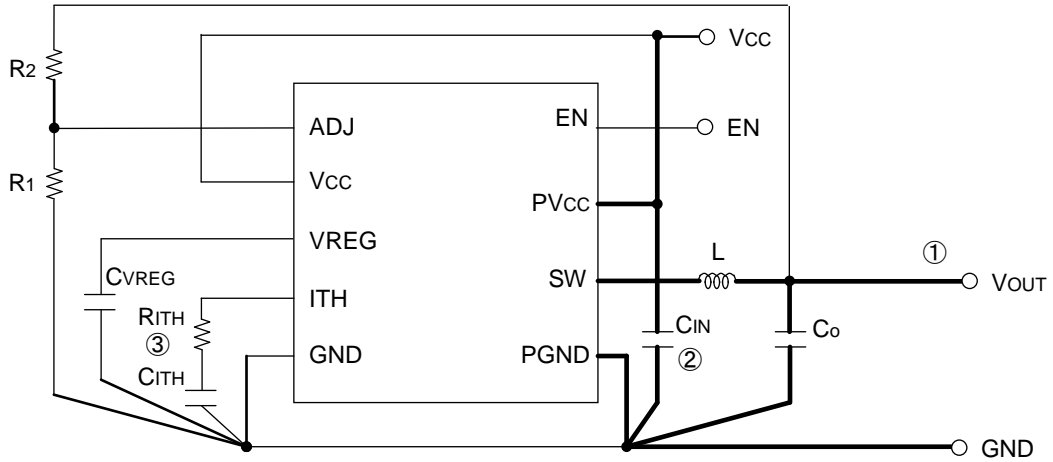 VCC
R2
ADJ
EN
EN
R1
VCC
PVCC
VREG
L
①
CVREG
SW
VOUT
ITH
RITH
③
CIN
②
CO
GND
PGND
CITH
GND